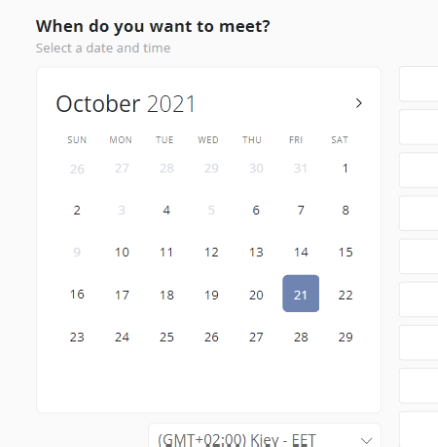 When do you want to meet?
Select a date and time
October 2021
SUN MON TUE WED THU FRI SAT
26 27 28 29 30 31 1
2 3 4 5 6 7 8
9 10 11 12 13 14 15
16 17 18 19 20 21 22
23 24 25 26 27 28 29
(GMT+02:00) Kiev - EET